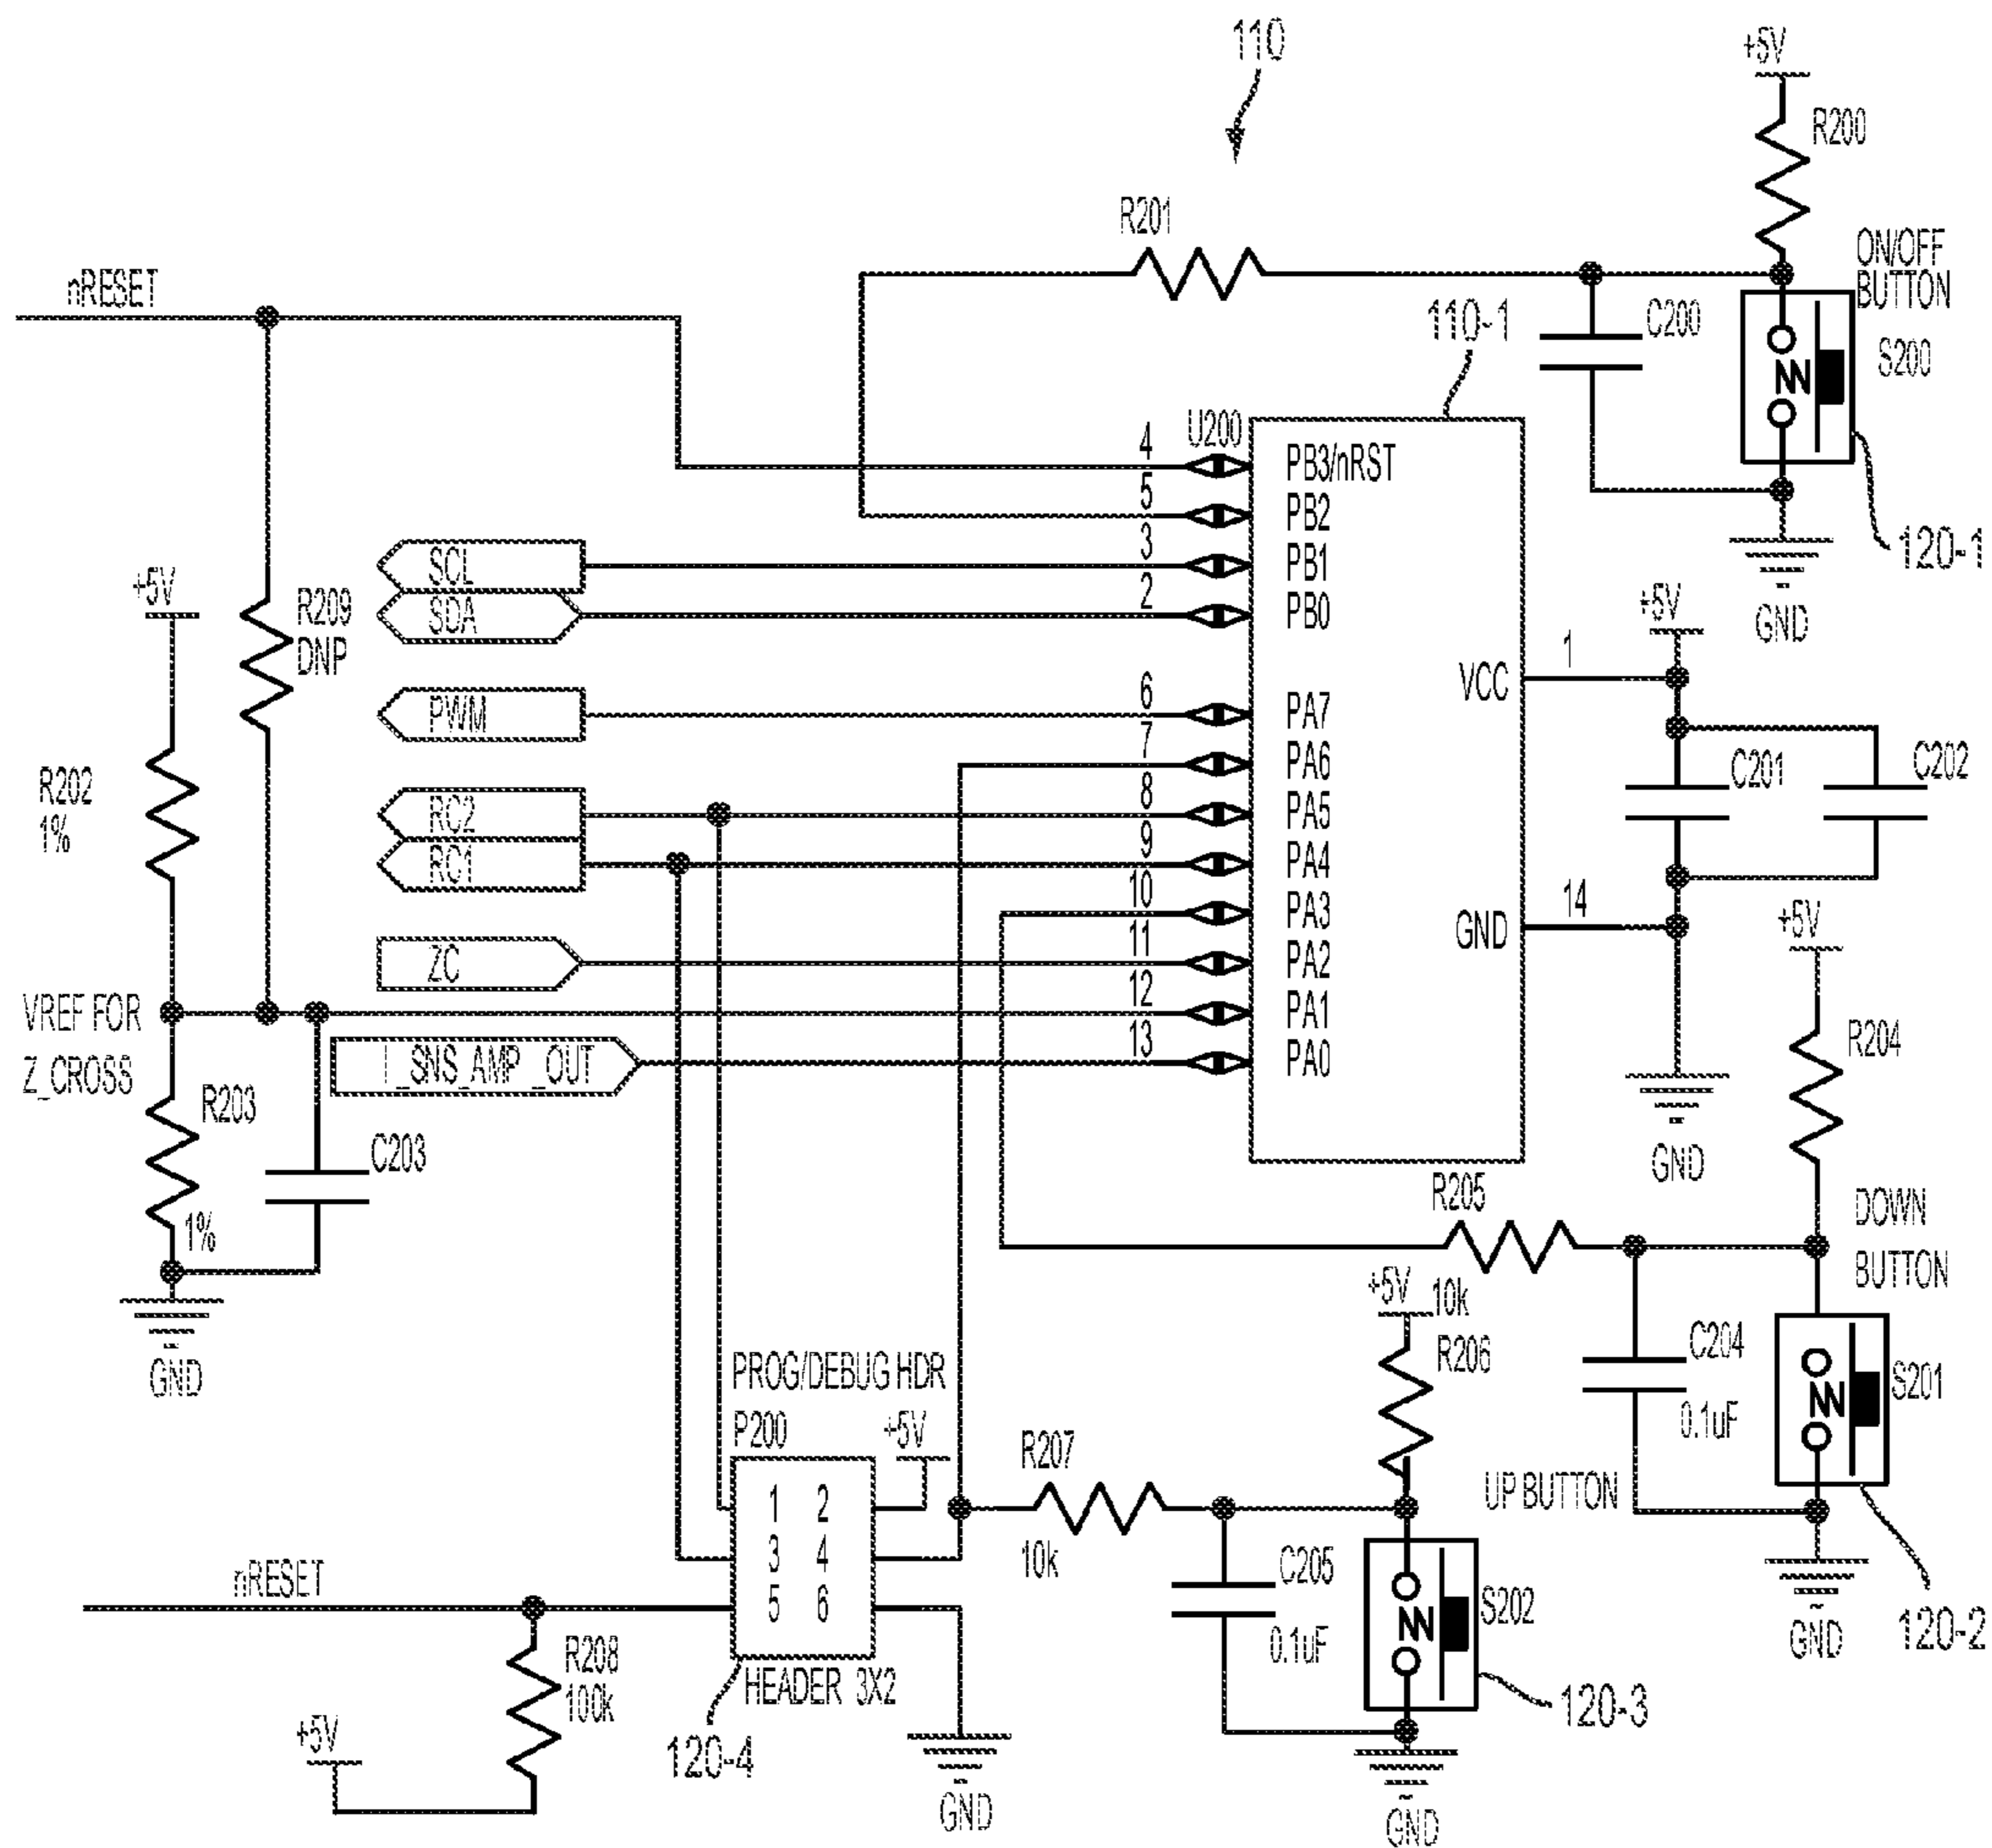 110
+5V
R200
R201
ON/OFF
BUTTON
nRESET
110-1
C200
S200
U200
4
PB3/nRST
5
PB2
3
SCL
PB1
2
SDA
PB0
120-1
GND
+5V
R209
DNP
+5V
1
VCC
6
PWM
PA7
7
PA6
R202
1%
8
RC2
PA5
9
RC1
PA4
C201
C202
10
PA3
14
GND
+5V
11
ZC
PA2
VREF FOR
Z_CROSS
12
PA1
13
I_SNS_AMP_OUT
PA0
R204
R203
1%
C203
GND
R205
DOWN
BUTTON
+5V
10k
R206
C204
0.1uF
S201
GND
PROG/DEBUG HDR
P200
+5V
R207
10k
UP BUTTON
1 2
3 4
5 6
C205
0.1uF
S202
nRESET
R208
100k
HEADER 3X2
GND
120-2
120-3
120-4
+5V
GND
GND